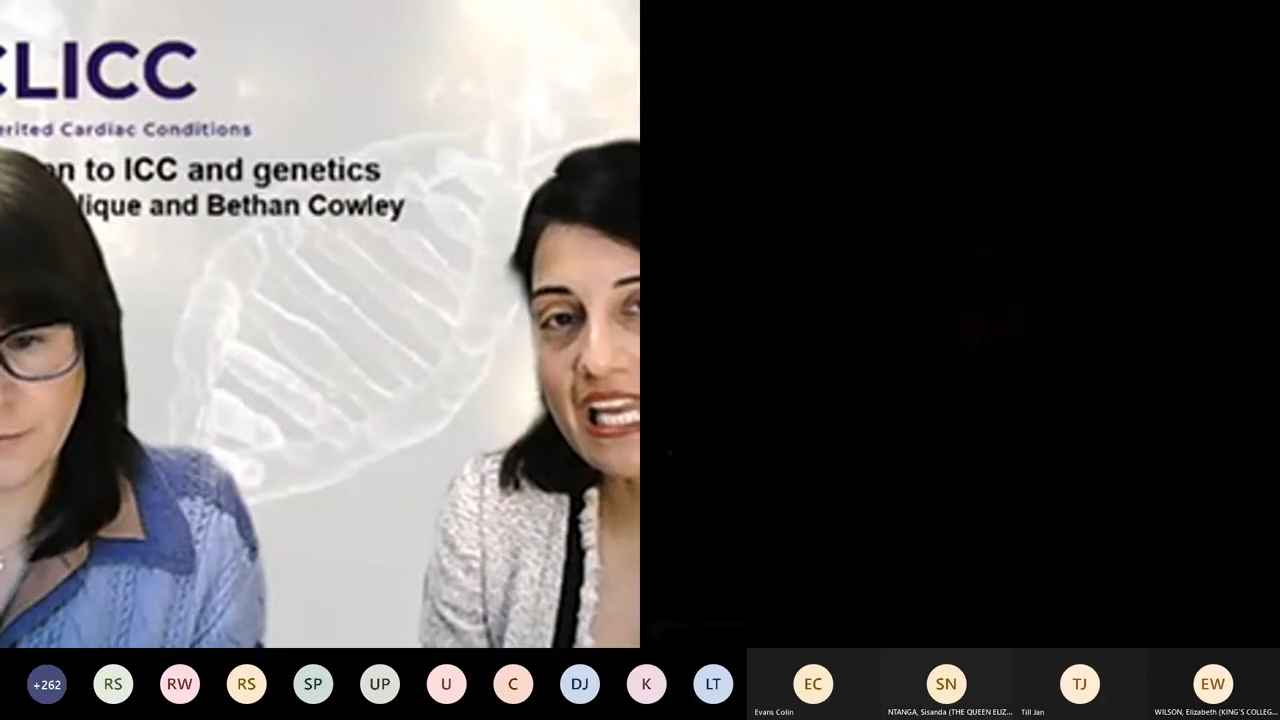 CLICC
erited Cardiac Conditions
on to ICC and genetics
lique and Bethan Cowley
+262
RS
RW
RS
SP
UP
U
C
DJ
K
LT
EC
SN
TJ
EW
Evans Colin
NTANGA, Sisanda (THE QUEEN ELIZ...
Till Jan
WILSON, Elizabeth (KING'S COLLEG...